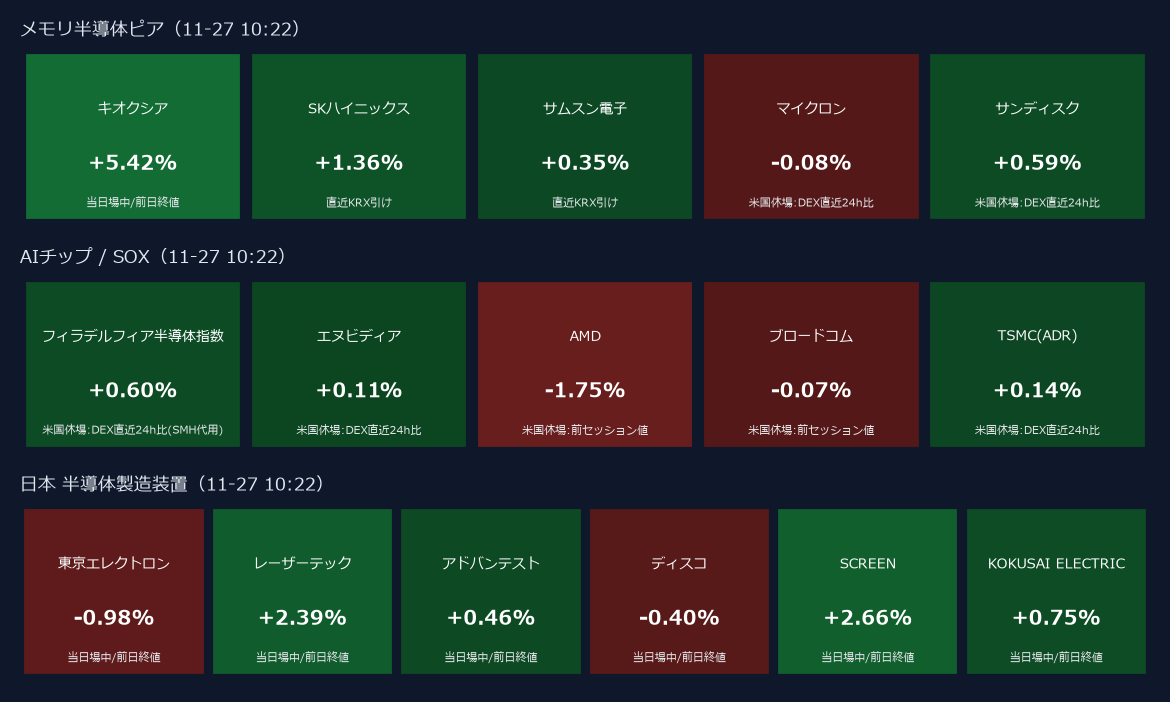 メモリ半導体ピア（11-27 10:22）
キオクシア
+5.42%
当日場中/前日終値
SKハイニックス
+1.36%
直近KRX引け
サムスン電子
+0.35%
直近KRX引け
マイクロン
-0.08%
米国休場:DEX直近24h比
サンディスク
+0.59%
米国休場:DEX直近24h比
AIチップ / SOX（11-27 10:22）
フィラデルフィア半導体指数
+0.60%
米国休場:DEX直近24h比(SMH代用)
エヌビディア
+0.11%
米国休場:DEX直近24h比
AMD
-1.75%
米国休場:前セッション値
ブロードコム
-0.07%
米国休場:前セッション値
TSMC(ADR)
+0.14%
米国休場:DEX直近24h比
日本 半導体製造装置（11-27 10:22）
東京エレクトロン
-0.98%
当日場中/前日終値
レーザーテック
+2.39%
当日場中/前日終値
アドバンテスト
+0.46%
当日場中/前日終値
ディスコ
-0.40%
当日場中/前日終値
SCREEN
+2.66%
当日場中/前日終値
KOKUSAI ELECTRIC
+0.75%
当日場中/前日終値